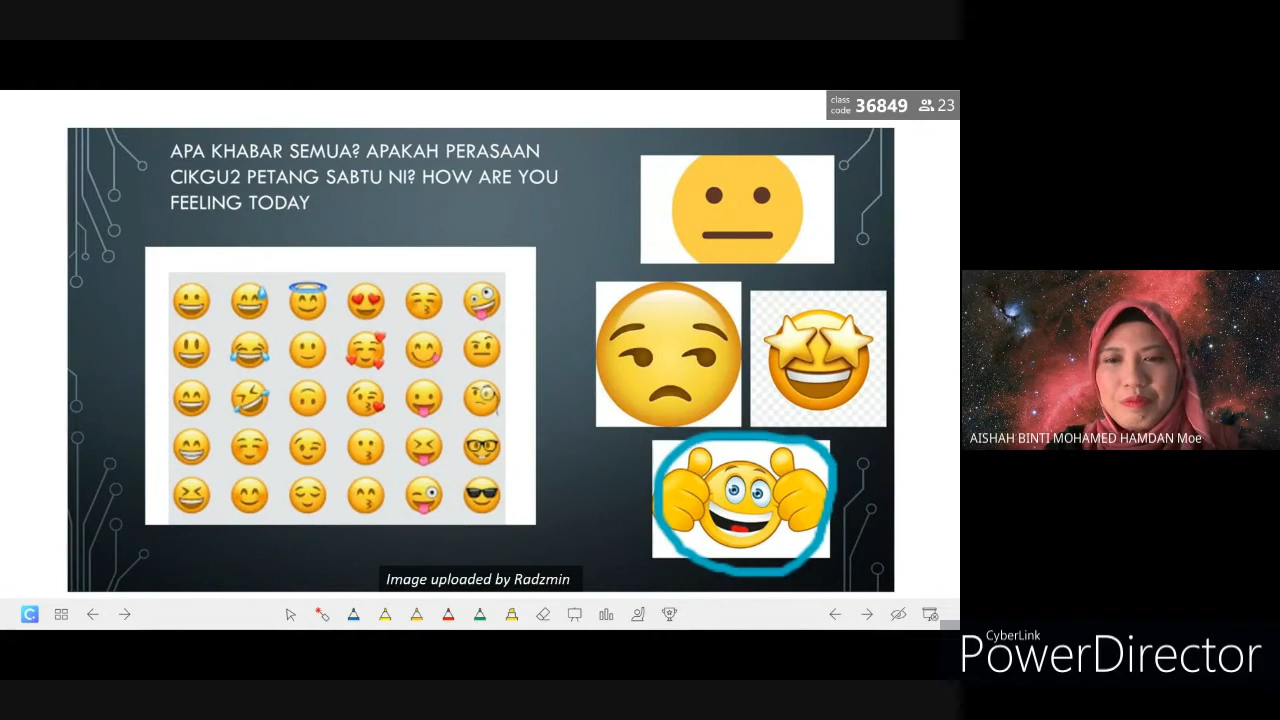 class
code 36849 23
APA KHABAR SEMUA? APAKAH PERASAAN
CIKGU2 PETANG SABTU NI? HOW ARE YOU
FEELING TODAY
Image uploaded by Radzmin
AISHAH BINTI MOHAMED HAMDAN Moe
CyberLink
PowerDirector